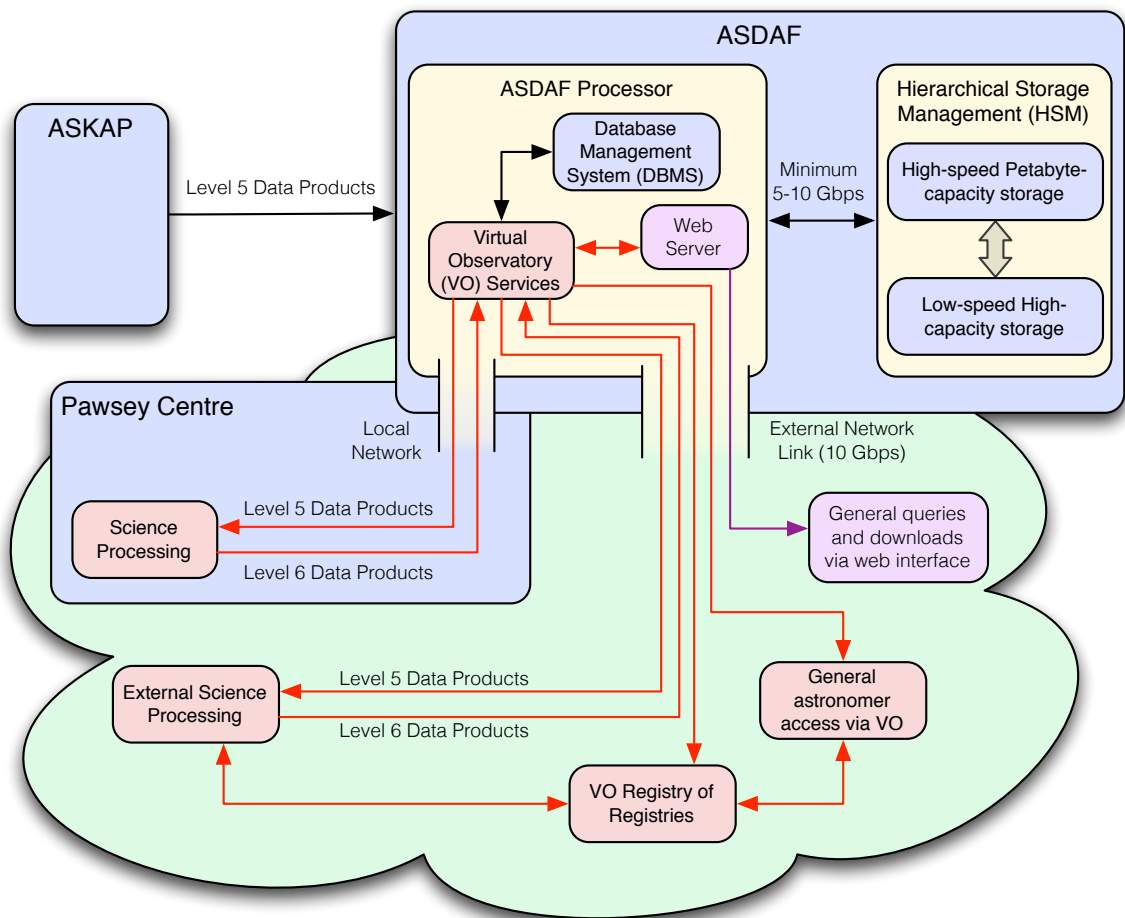 ASDAF
ASKAP
ASDAF Processor
Database
Management
System (DBMS)
Hierarchical Storage
Management (HSM)
High-speed Petabyte-
capacity storage
Low-speed High-
capacity storage
Minimum
5-10 Gbps
Level 5 Data Products
Virtual
Observatory
(VO) Services
Web
Server
Pawsey Centre
Local
Network
External Network
Link (10 Gbps)
Science
Processing
Level 5 Data Products
Level 6 Data Products
General queries
and downloads
via web interface
External Science
Processing
Level 5 Data Products
Level 6 Data Products
General
astronomer
access via VO
VO Registry of
Registries